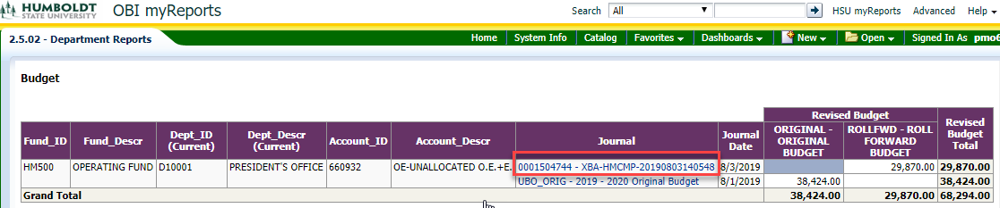 HUMBOLDT OBI myReports Search All HSU myReports Advanced Help
STATE UNIVERSITY
2.5.02 - Department Reports Home System Info Catalog Favorites Dashboards New Open Signed In As pmo6
Budget
Revised Budget
Fund_ID Fund_Descr Dept_ID (Current) Dept_Descr (Current) Account_ID Account_Descr Journal Journal Date ORIGINAL - ORIGINAL BUDGET ROLLFWD - ROLL FORWARD BUDGET Revised Budget Total
HM500 OPERATING FUND D10001 PRESIDENT'S OFFICE 660932 OE-UNALLOCATED O.E.+E. 0001504744 - XBA-HMCMP-20190803140548 8/3/2019 29,870.00 29,870.00
UBO_ORIG - 2019 - 2020 Original Budget 8/1/2019 38,424.00 38,424.00
Grand Total 38,424.00 29,870.00 68,294.00